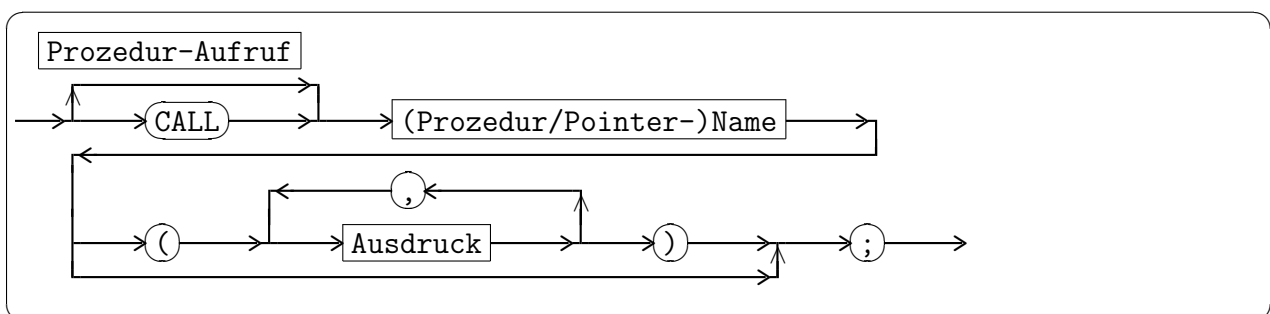 Prozedur-Aufruf
CALL (Prozedur/Pointer-)Name
,
( Ausdruck ) ;